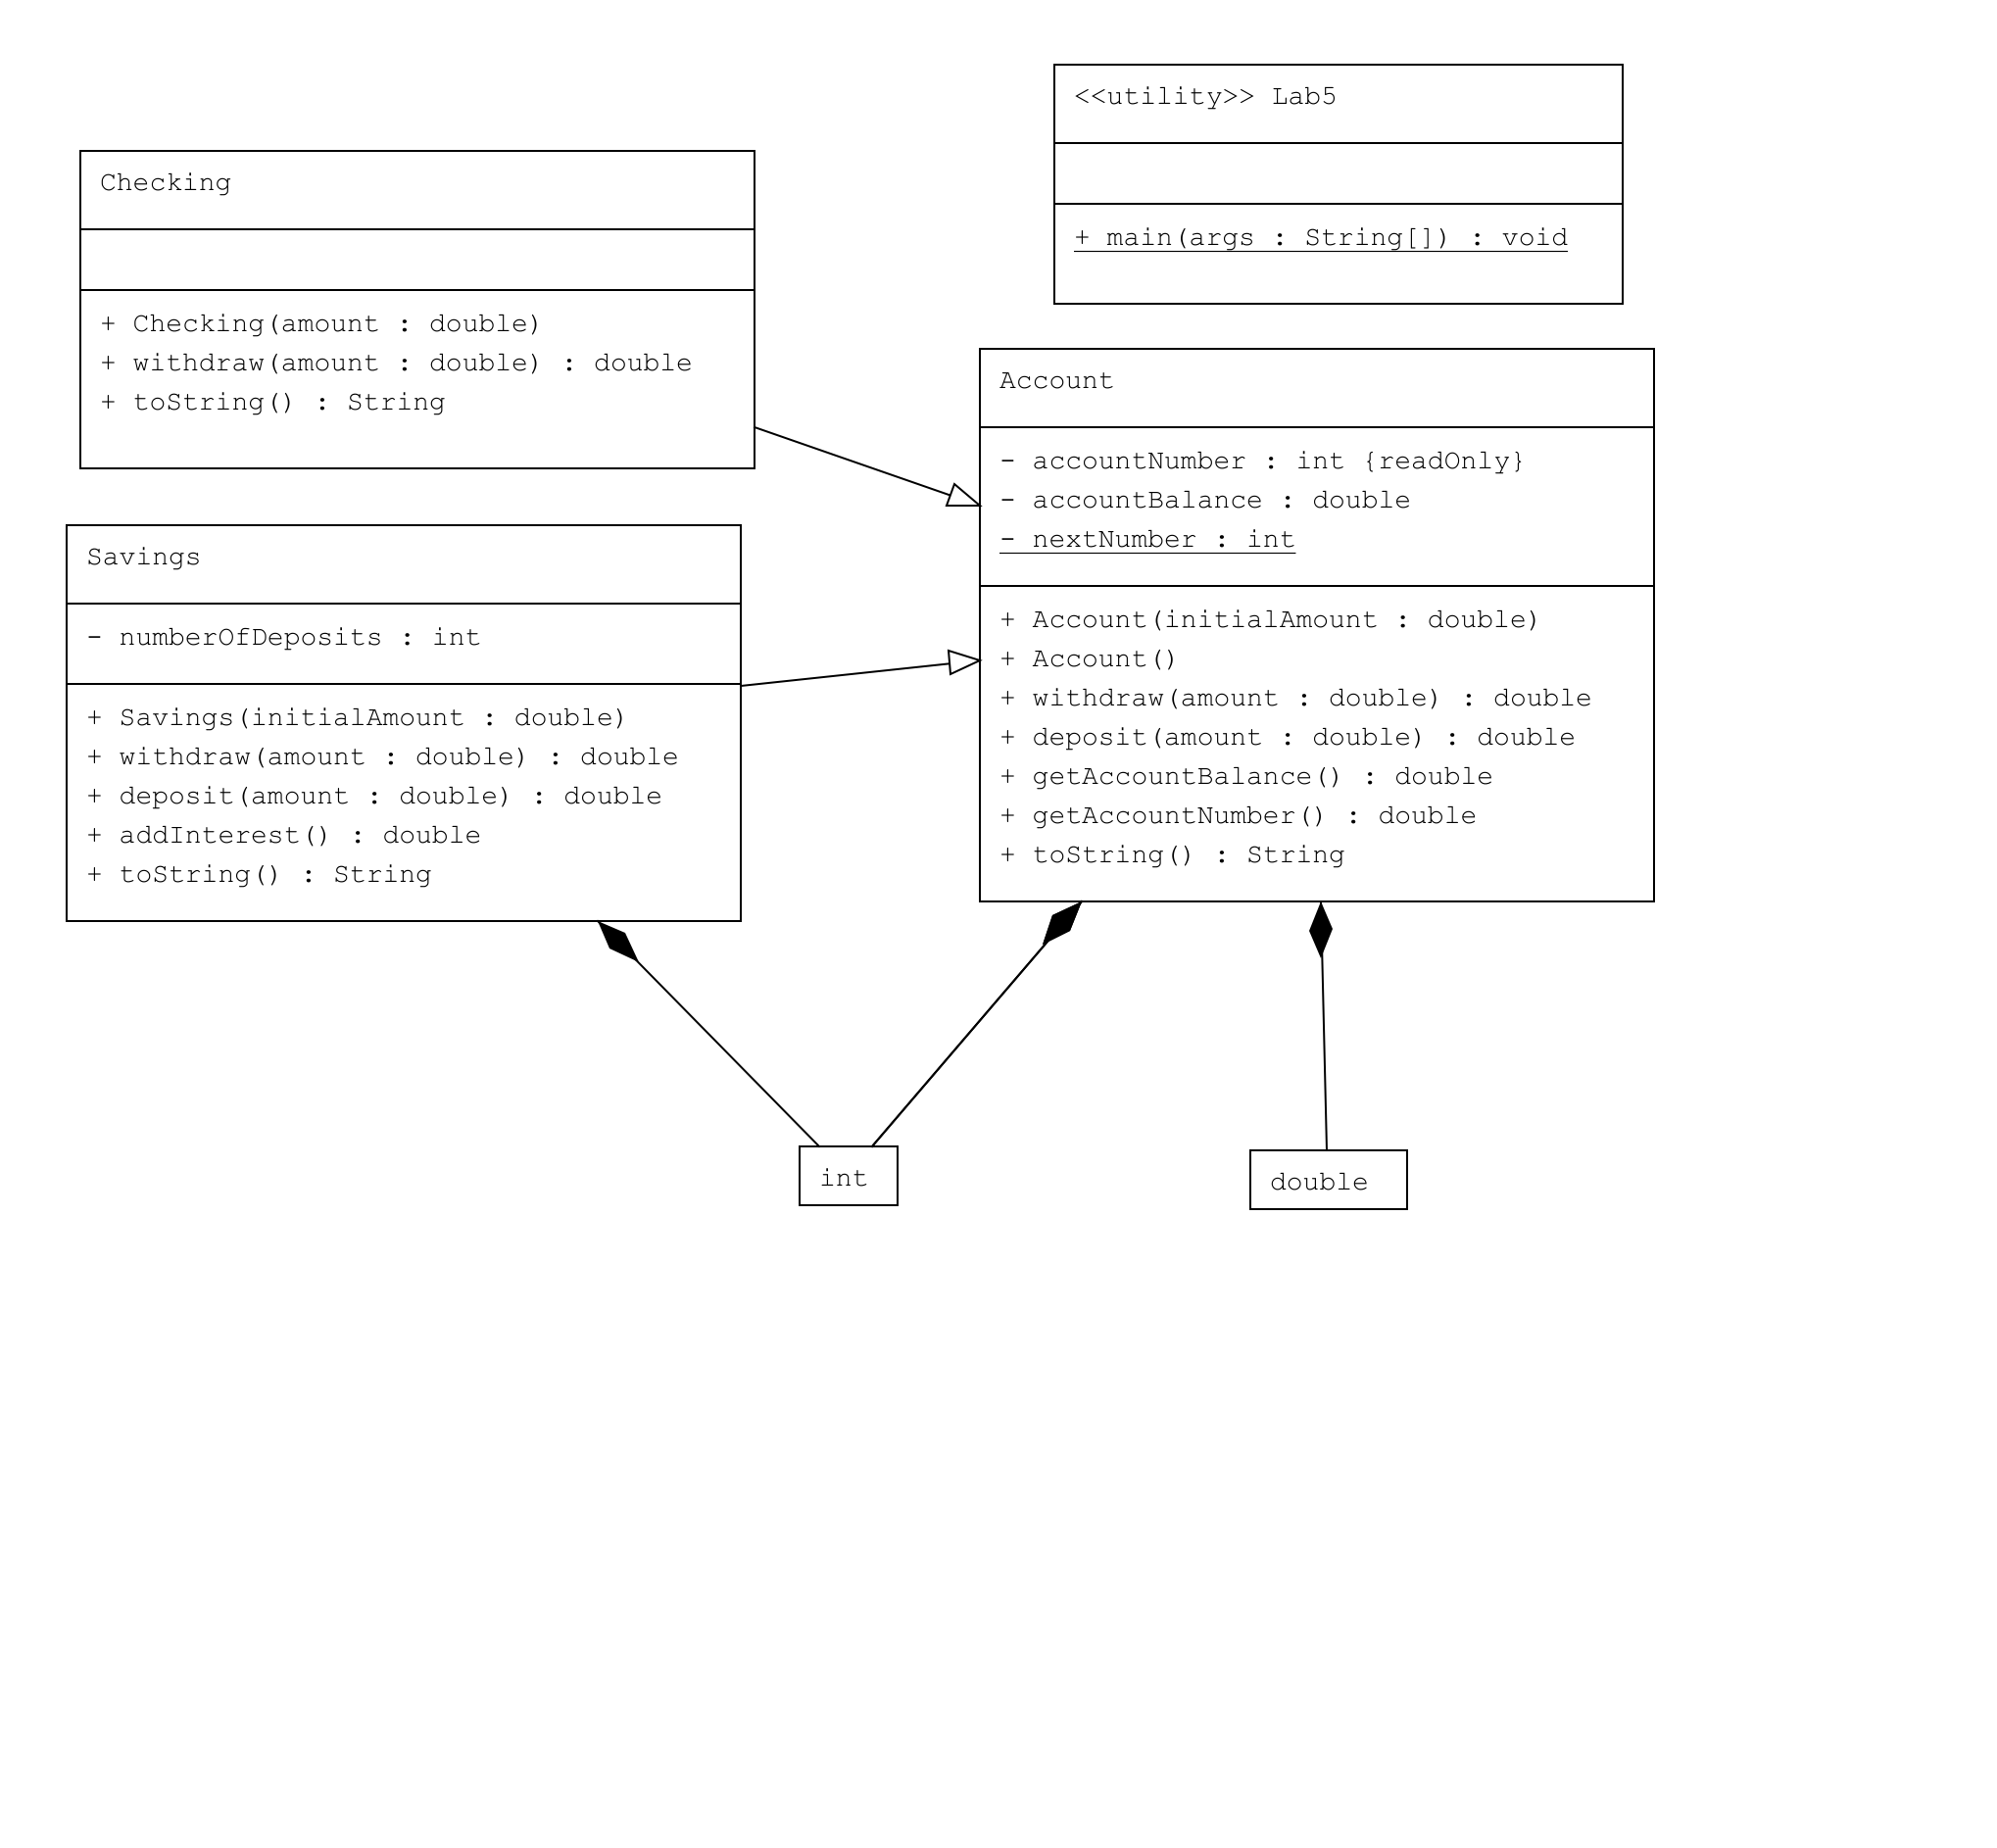 <<utility>> Lab5
+ main(args : String[]) : void
Checking
+ Checking(amount : double)
+ withdraw(amount : double) : double
+ toString() : String
Account
- accountNumber : int {readOnly}
- accountBalance : double
- nextNumber : int
+ Account(initialAmount : double)
+ Account()
+ withdraw(amount : double) : double
+ deposit(amount : double) : double
+ getAccountBalance() : double
+ getAccountNumber() : double
+ toString() : String
Savings
- numberOfDeposits : int
+ Savings(initialAmount : double)
+ withdraw(amount : double) : double
+ deposit(amount : double) : double
+ addInterest() : double
+ toString() : String
int
double